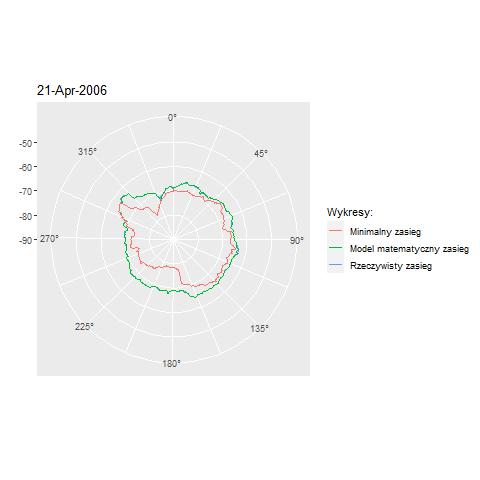 21-Apr-2006
0°
45°
90°
135°
180°
225°
270°
315°
-50
-60
-70
-80
-90
Wykresy:
Minimalny zasieg
Model matematyczny zasieg
Rzeczywisty zasieg